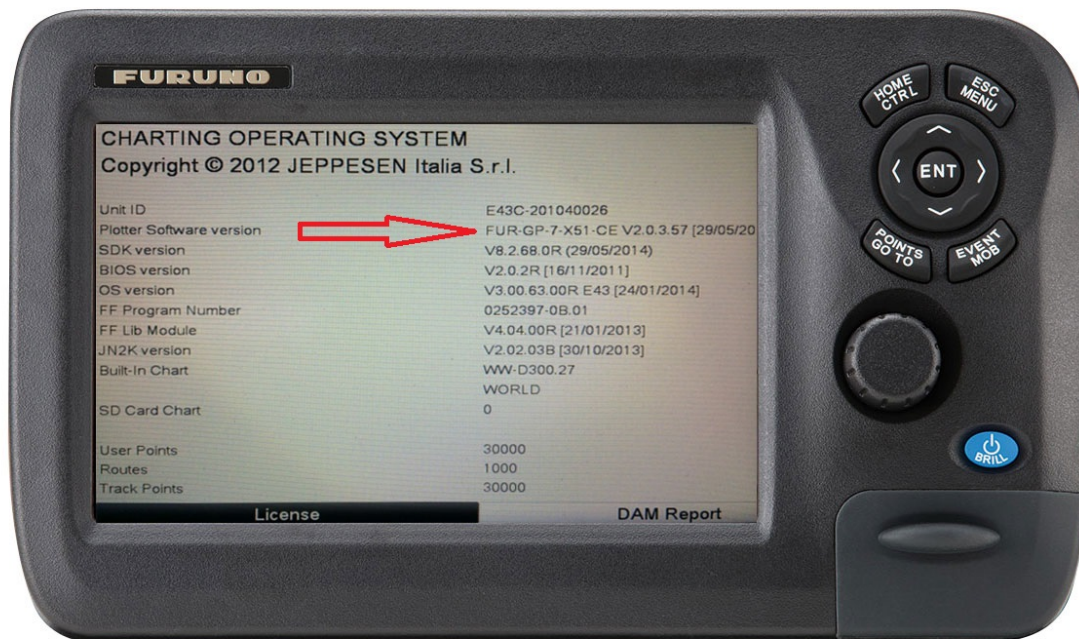 FURUNO
CHARTING OPERATING SYSTEM
Copyright © 2012 JEPPESEN Italia S.r.l.
Unit ID E43C-201040026
Plotter Software version FUR-GP-7-X51-CE V2.0.3.57 [29/05/20
SDK version V8.2.68.0R (29/05/2014)
BIOS version V2.0.2R [16/11/2011]
OS version V3.00.63.00R E43 [24/01/2014]
FF Program Number 0252397-0B.01
FF Lib Module V4.04.00R [21/01/2013]
JN2K version V2.02.03B [30/10/2013]
Built-In Chart WW-D300.27
WORLD
SD Card Chart 0
User Points 30000
Routes 1000
Track Points 30000
License DAM Report
HOME
CTRL
ESC
MENU
ENT
POINTS
GO TO
EVENT
MOB
BRILL